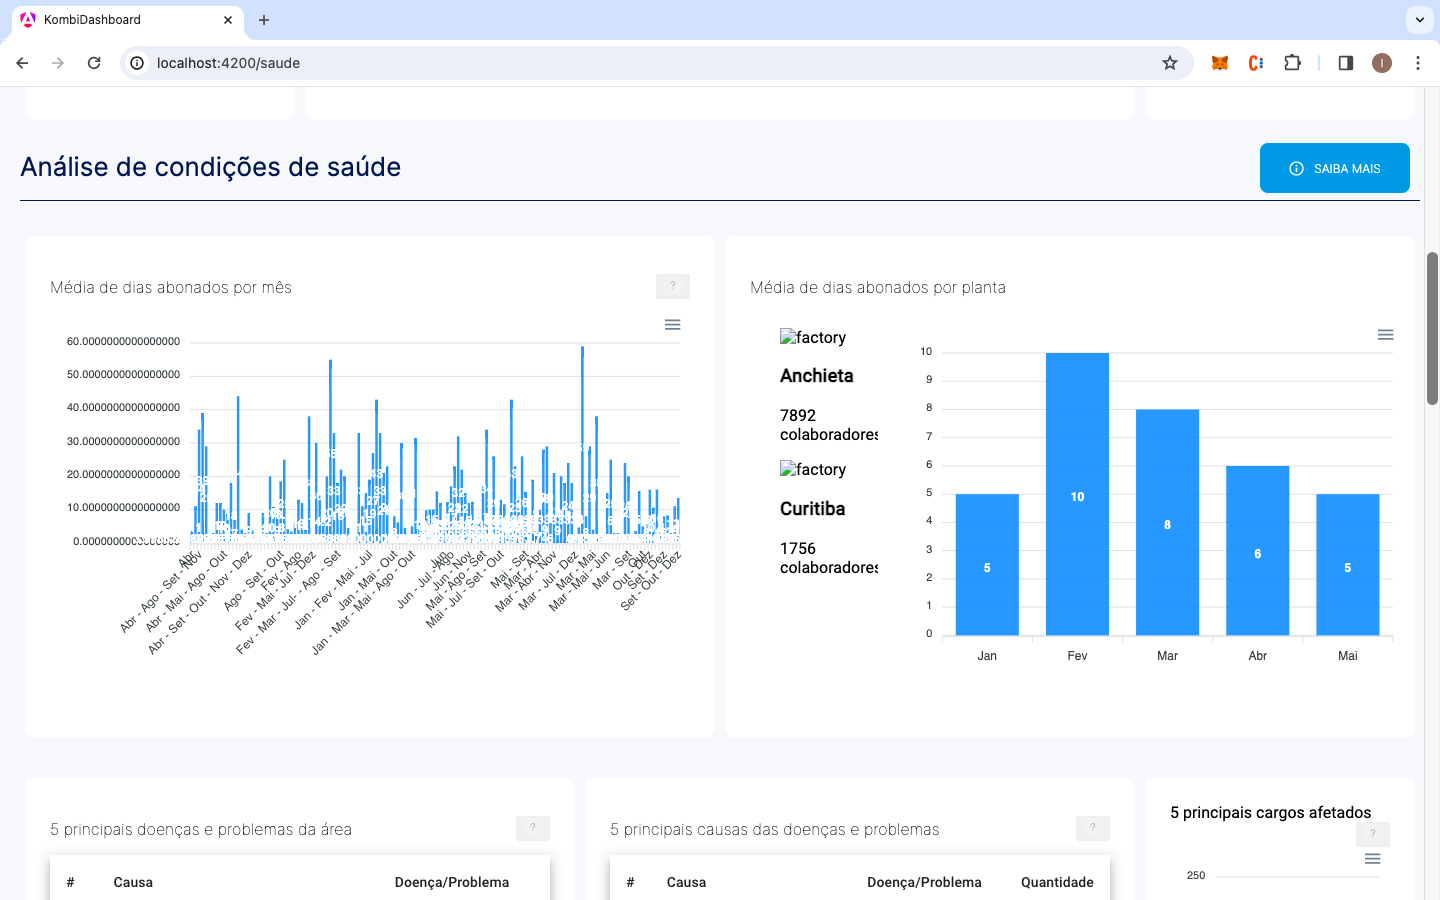 KombiDashboard
localhost:4200/saude
I
Análise de condições de saúde
SAIBA MAIS
Média de dias abonados por mês
?
60.0000000000000000
50.0000000000000000
40.0000000000000000
30.0000000000000000
20.0000000000000000
10.0000000000000000
Abr
Abr - Ago - Set - Nov
Abr - Mai - Ago - Out
Abr - Set - Out - Nov - Dez
Ago - Set - Out
Fev - Ago
Fev - Mai - Jul - Dez
Fev - Mar - Jul - Ago - Set
Jan - Fev - Mai - Jul
Jan - Mai - Out
Jan - Mar - Mai - Ago - Out
Jun
Jun - Jul - Ago
Jun - Nov
Mai - Ago - Set
Mai - Jul - Set - Out
Mai - Set
Mar - Abr
Mar - Abr - Nov
Mar - Jul - Dez
Mar - Mai
Mar - Mai - Jun
Mar - Set
Out
Out - Dez
Set - Dez
Set - Out - Dez
Média de dias abonados por planta
factory
Anchieta
7892
colaboradores
factory
Curitiba
1756
colaboradores
10
9
8
7
6
5
4
3
2
1
0
5
10
8
6
5
Jan
Fev
Mar
Abr
Mai
5 principais doenças e problemas da área
?
# Causa Doença/Problema
5 principais causas das doenças e problemas
?
# Causa Doença/Problema Quantidade
5 principais cargos afetados
?
250